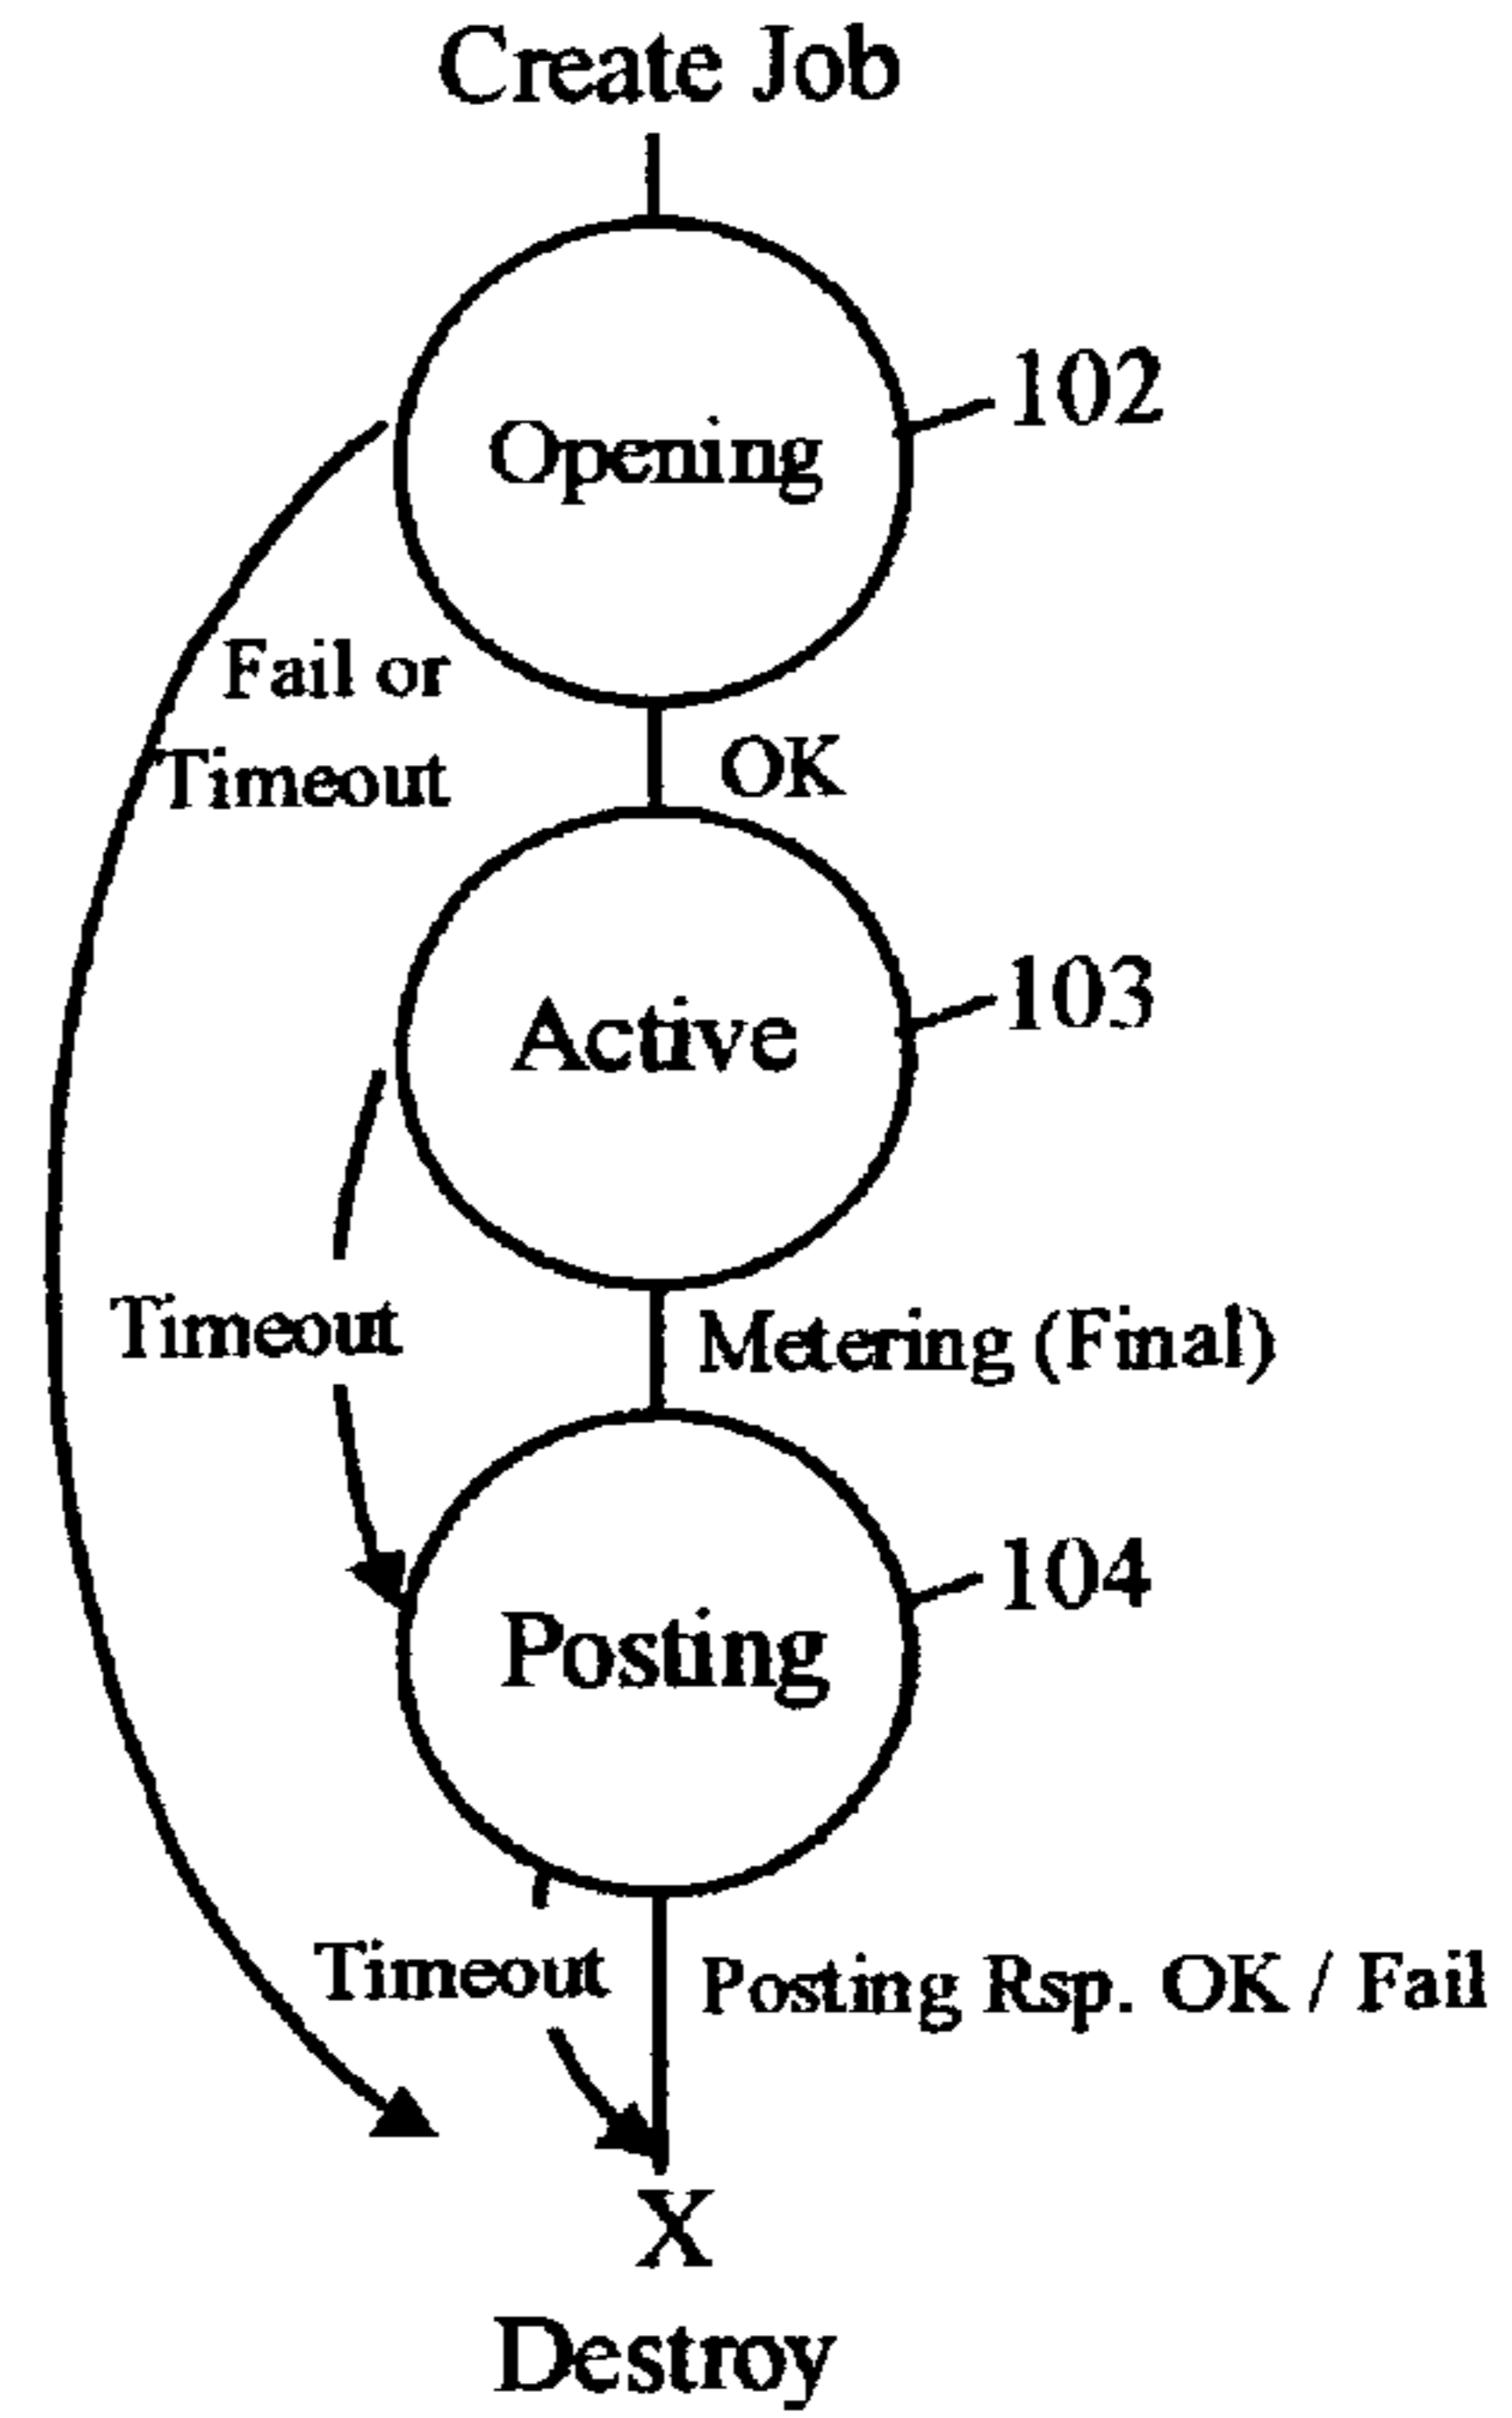 Create Job
102
Opening
Fail or
Timeout
OK
103
Active
Timeout
Metering (Final)
104
Posting
Timeout
Posting Rsp. OK / Fail
X
Destroy